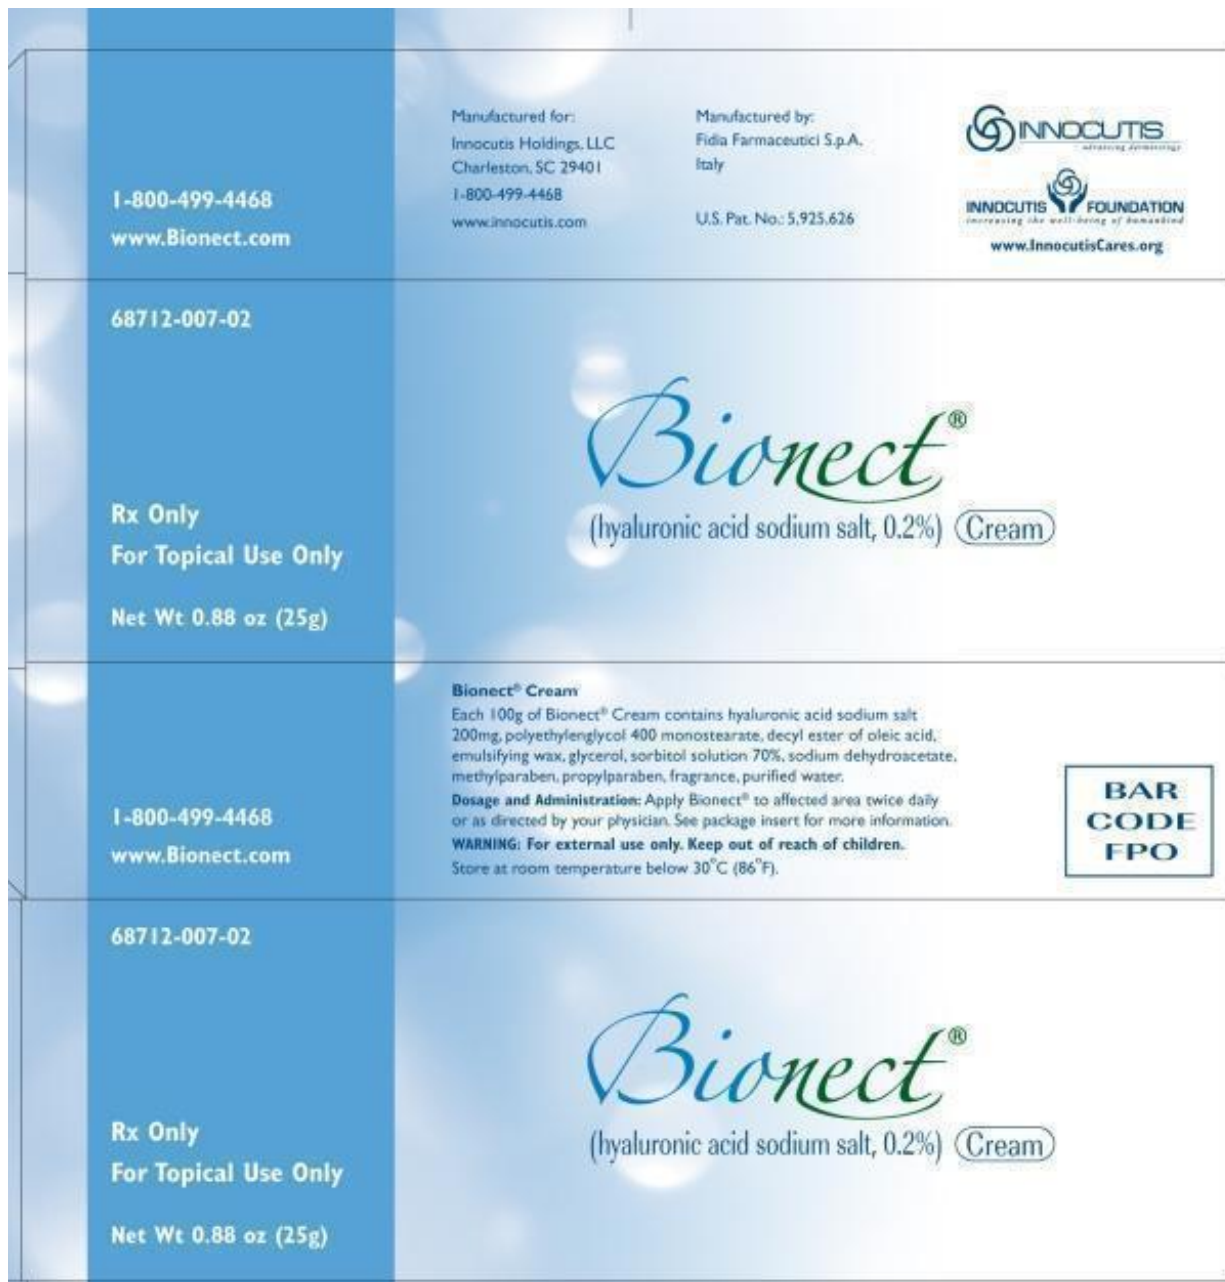 1-800-499-4468
www.Bionect.com
Manufactured for:
Innocutis Holdings, LLC
Charleston, SC 29401
1-800-499-4468
www.innocutis.com
Manufactured by:
Fidia Farmaceutici S.p.A.
Italy
U.S. Pat. No.: 5,925,626
INNOCUTIS
advancing dermatology
INNOCUTIS FOUNDATION
increasing the well-being of humankind
www.InnocutisCares.org
68712-007-02
Rx Only
For Topical Use Only
Net Wt 0.88 oz (25g)
Bionect®
(hyaluronic acid sodium salt, 0.2%) Cream
1-800-499-4468
www.Bionect.com
Bionect® Cream
Each 100g of Bionect® Cream contains hyaluronic acid sodium salt
200mg, polyethylenglycol 400 monostearate, decyl ester of oleic acid,
emulsifying wax, glycerol, sorbitol solution 70%, sodium dehydroacetate,
methylparaben, propylparaben, fragrance, purified water.
Dosage and Administration: Apply Bionect® to affected area twice daily
or as directed by your physician. See package insert for more information.
WARNING: For external use only. Keep out of reach of children.
Store at room temperature below 30°C (86°F).
BAR
CODE
FPO
68712-007-02
Rx Only
For Topical Use Only
Net Wt 0.88 oz (25g)
Bionect®
(hyaluronic acid sodium salt, 0.2%) Cream